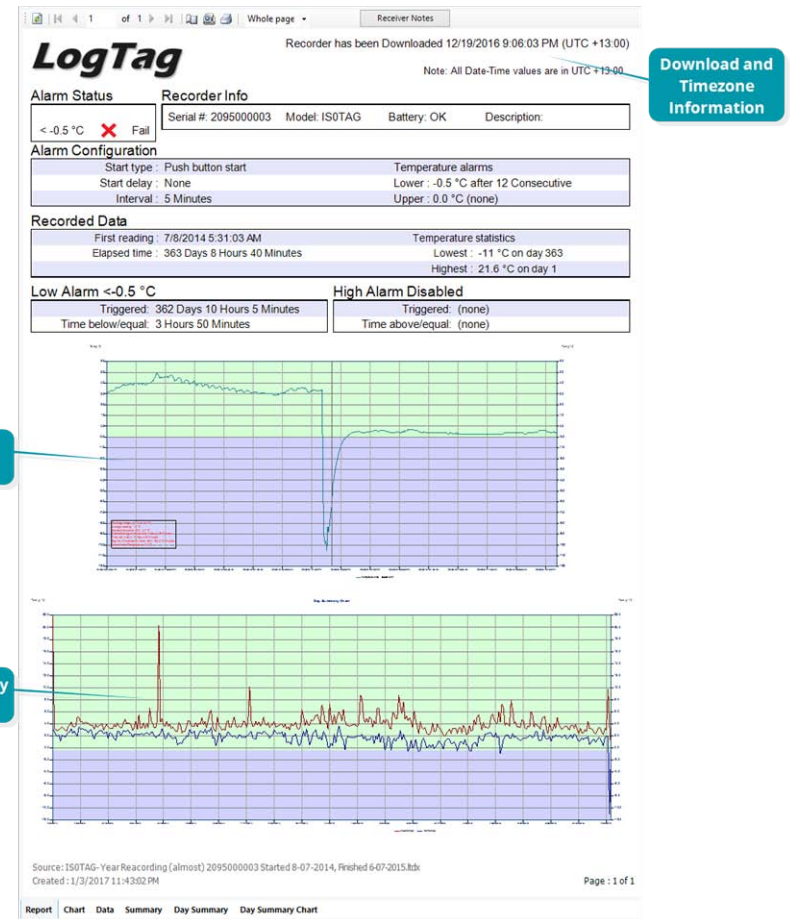 1 of 1 Whole page Receiver Notes
LogTag
Recorder has been Downloaded 12/19/2016 9:06:03 PM (UTC +13:00)
Note: All Date-Time values are in UTC +13:00
Download and
Timezone
Information
Alarm Status Recorder Info
< -0.5 °C Fail
Serial #: 2095000003 Model: IS0TAG Battery: OK Description:
Alarm Configuration
Start type : Push button start Temperature alarms
Start delay : None Lower : -0.5 °C after 12 Consecutive
Interval : 5 Minutes Upper : 0.0 °C (none)
Recorded Data
First reading : 7/8/2014 5:31:03 AM Temperature statistics
Elapsed time : 363 Days 8 Hours 40 Minutes Lowest : -11 °C on day 363
Highest : 21.6 °C on day 1
Low Alarm <-0.5 °C High Alarm Disabled
Triggered: 362 Days 10 Hours 5 Minutes Triggered: (none)
Time below/equal: 3 Hours 50 Minutes Time above/equal: (none)
Day Summary Chart
Source: IS0TAG- Year Reacording (almost) 2095000003 Started 8-07-2014, Finished 6-07-2015.ltdx
Created : 1/3/2017 11:43:02 PM Page : 1 of 1
Report Chart Data Summary Day Summary Day Summary Chart